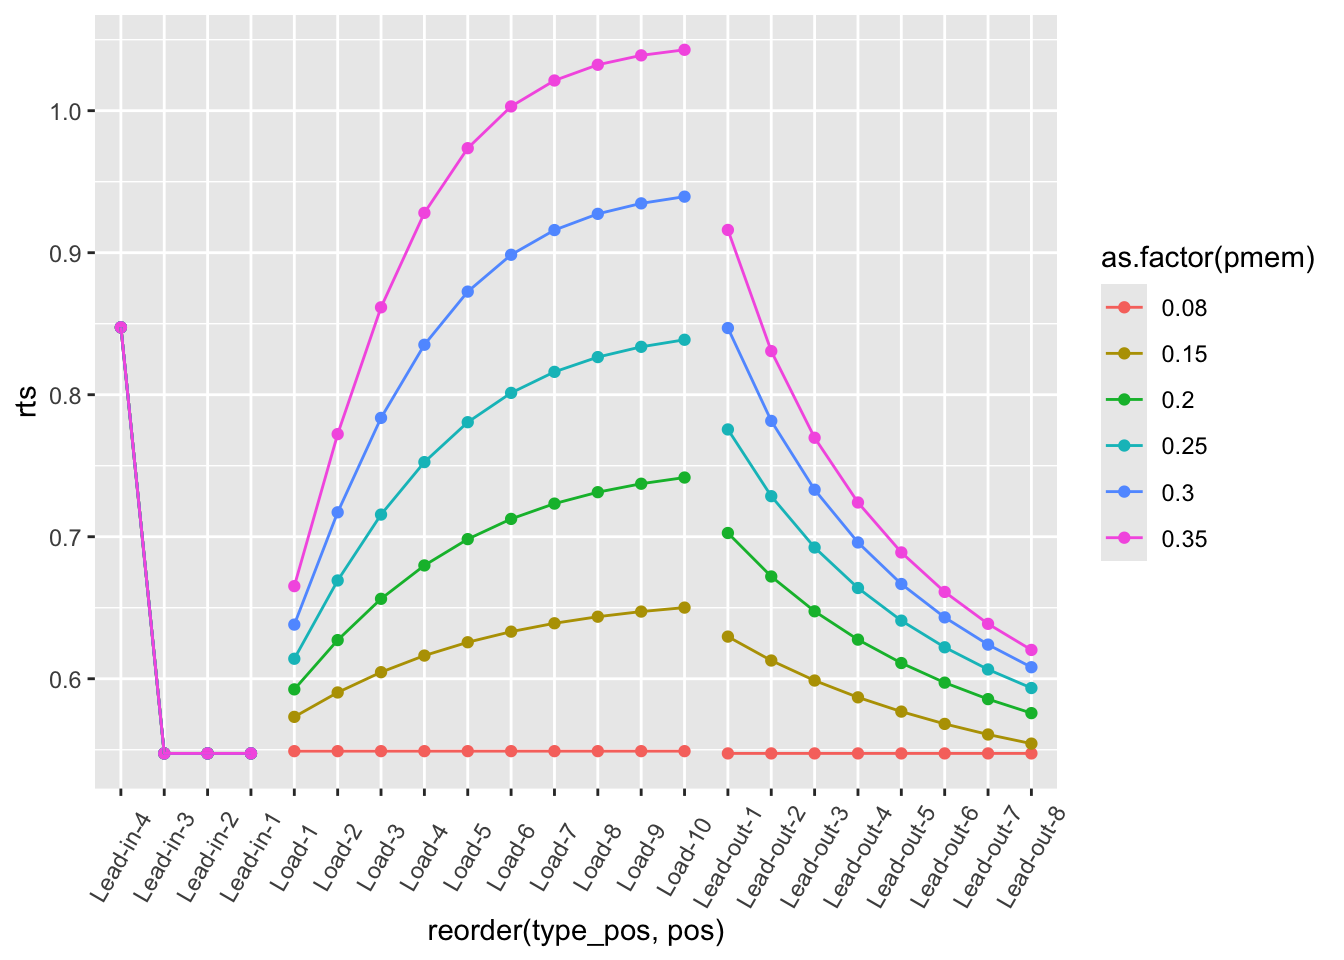 rts
1.0
0.9
0.8
0.7
0.6
Lead-in-4
Lead-in-3
Lead-in-2
Lead-in-1
Load-1
Load-2
Load-3
Load-4
Load-5
Load-6
Load-7
Load-8
Load-9
Load-10
Lead-out-1
Lead-out-2
Lead-out-3
Lead-out-4
Lead-out-5
Lead-out-6
Lead-out-7
Lead-out-8
reorder(type_pos, pos)
as.factor(pmem)
0.08
0.15
0.2
0.25
0.3
0.35